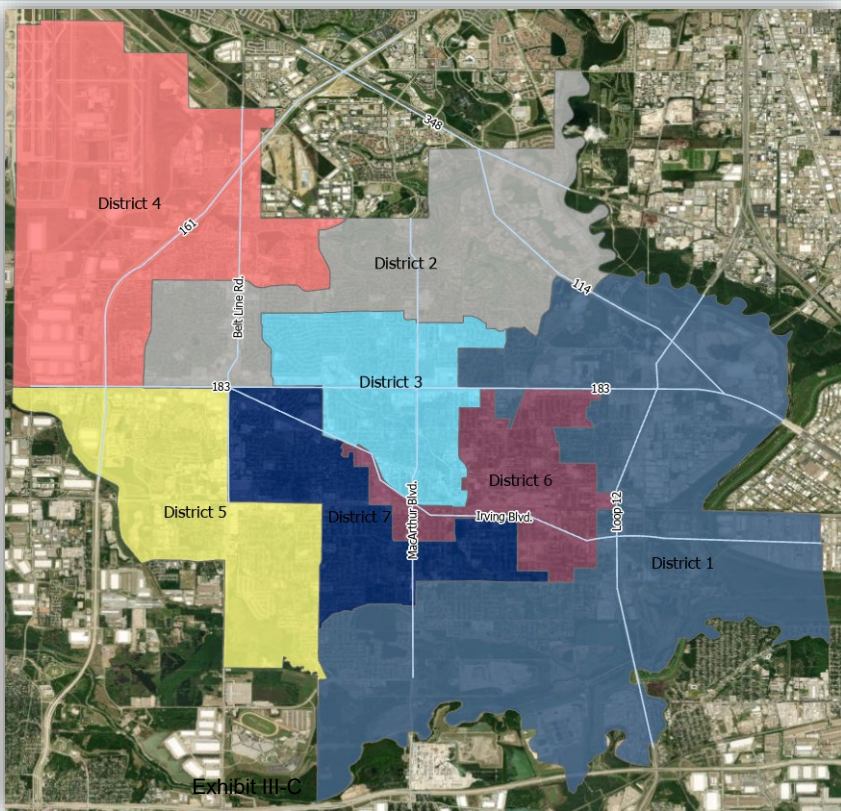 348
District 4
161
District 2
Belt Line Rd.
114
District 3
183
183
District 6
MacArthur Blvd.
Loop 12
District 5
District 7
Irving Blvd.
District 1
Exhibit III-C